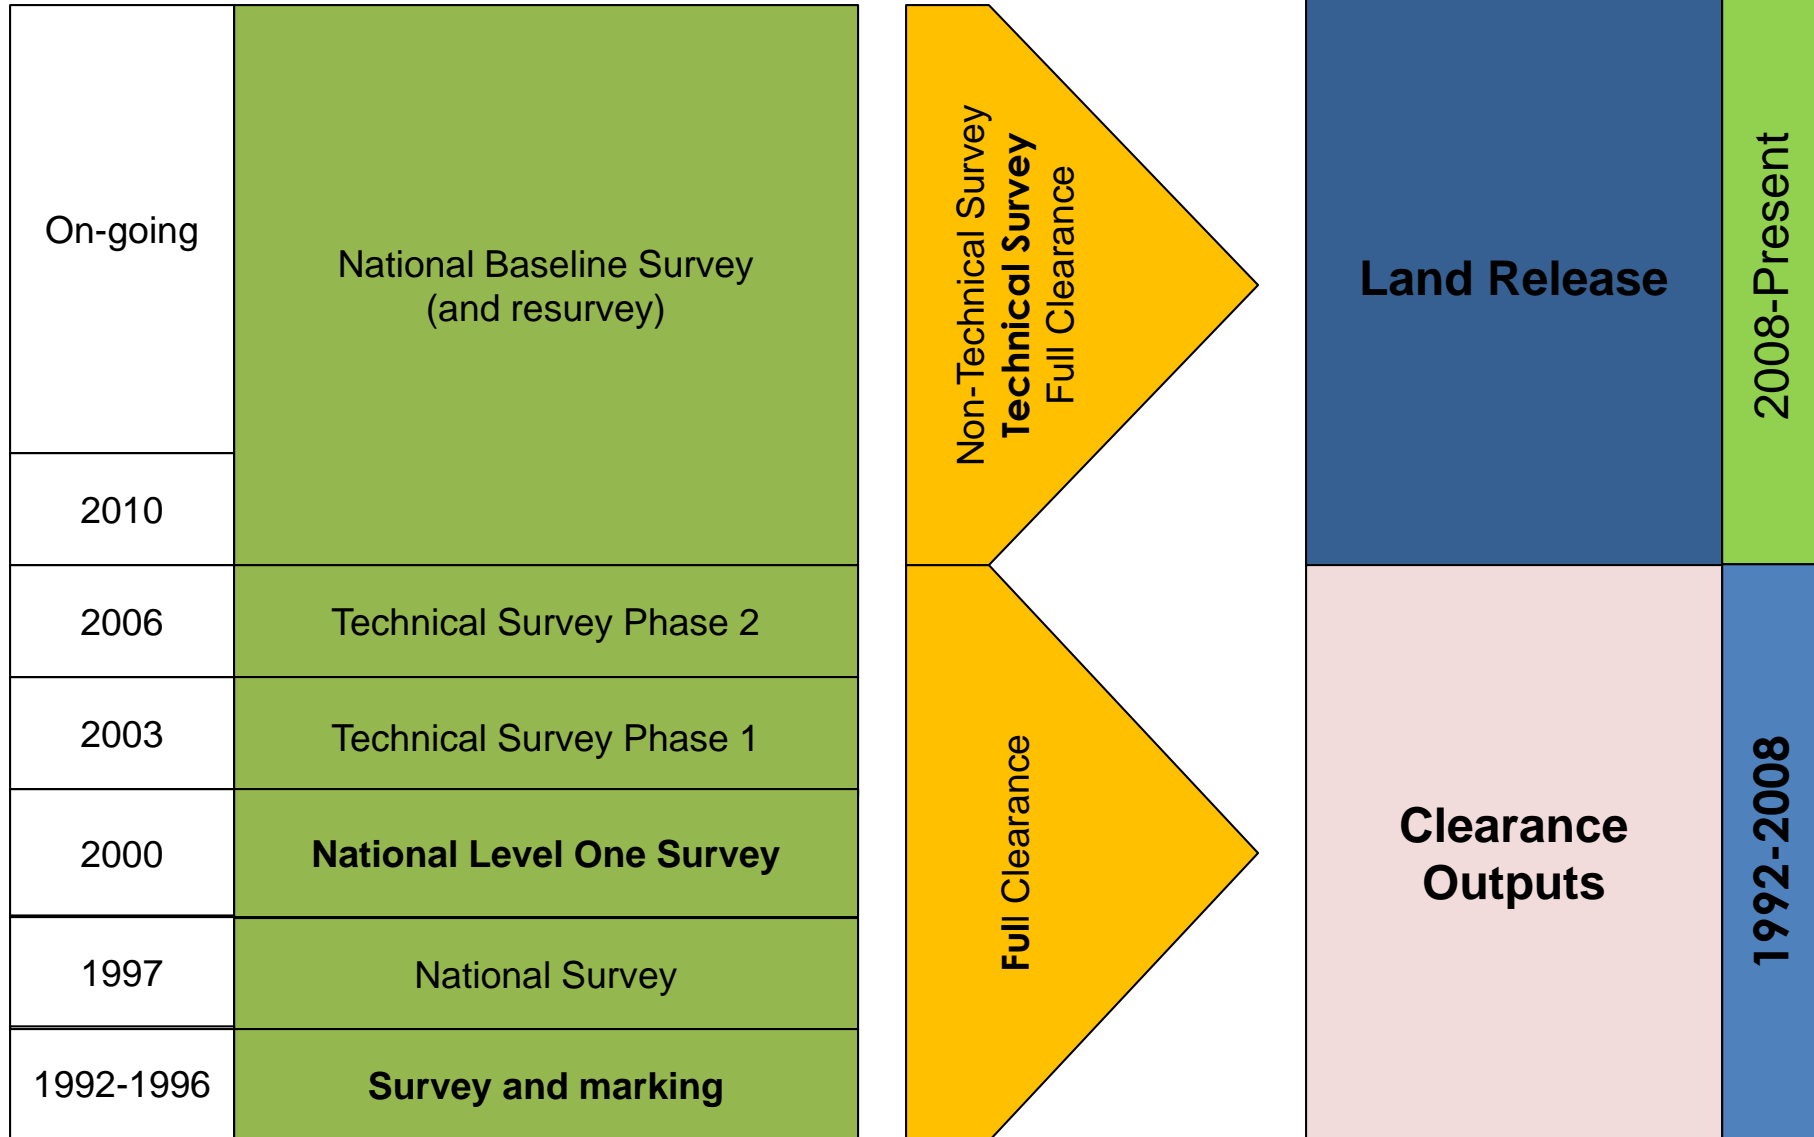 On-going
National Baseline Survey
(and resurvey)
2010
2006
Technical Survey Phase 2
2003
Technical Survey Phase 1
2000
National Level One Survey
1997
National Survey
1992-1996
Survey and marking
Non-Technical Survey
Technical Survey
Full Clearance
Full Clearance
Land Release
Clearance
Outputs
2008-Present
1992-2008